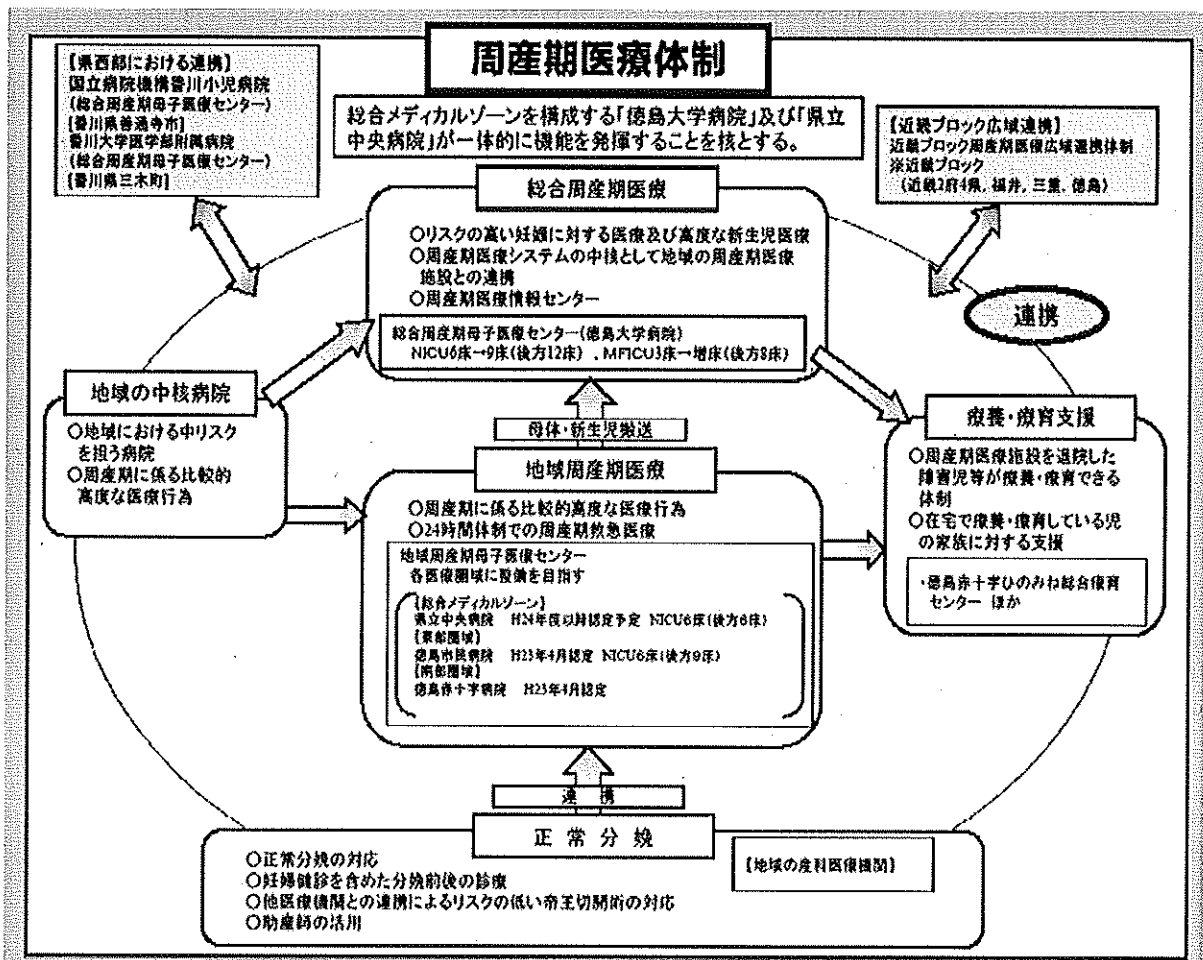 周産期医療体制
総合メディカルゾーンを構成する「徳島大学病院」及び「県立
中央病院」が一体的に機能を発揮することを核とする。
【県西部における連携】
国立病院機構香川小児病院
(総合周産期母子医療センター)
[香川県善通寺市]
香川大学医学部附属病院
(総合周産期母子医療センター)
[香川県三木町]
【近畿ブロック広域連携】
近畿ブロック周産期医療広域連携体制
※近畿ブロック
(近畿2府4県, 福井, 三重, 徳島)
総合周産期医療
○リスクの高い妊娠に対する医療及び高度な新生児医療
○周産期医療システムの中核として地域の周産期医療
施設との連携
○周産期医療情報センター
総合周産期母子医療センター(徳島大学病院)
NICU6床→9床(後方12床) 、MFICU3床→増床(後方8床)
連携
地域の中核病院
○地域における中リスク
を担う病院
○周産期に係る比較的
高度な医療行為
母体・新生児搬送
地域周産期医療
○周産期に係る比較的高度な医療行為
○24時間体制での周産期救急医療
地域周産期母子医療センター
各医療圏域に整備を目指す
【総合メディカルゾーン】
県立中央病院 H24年度以降認定予定 NICU6床(後方6床)
【東部圏域】
徳島市民病院 H23年4月認定 NICU6床(後方9床)
【南部圏域】
徳島赤十字病院 H23年4月認定
療養・療育支援
○周産期医療施設を退院した
障害児等が療養・療育できる
体制
○在宅で療養・療育している児
の家族に対する支援
・徳島赤十字ひのみね総合療育
センター ほか
連 携
正 常 分 娩
○正常分娩の対応
○妊婦健診を含めた分娩前後の診療
○他医療機関との連携によるリスクの低い帝王切開術の対応
○助産師の活用
【地域の産科医療機関】